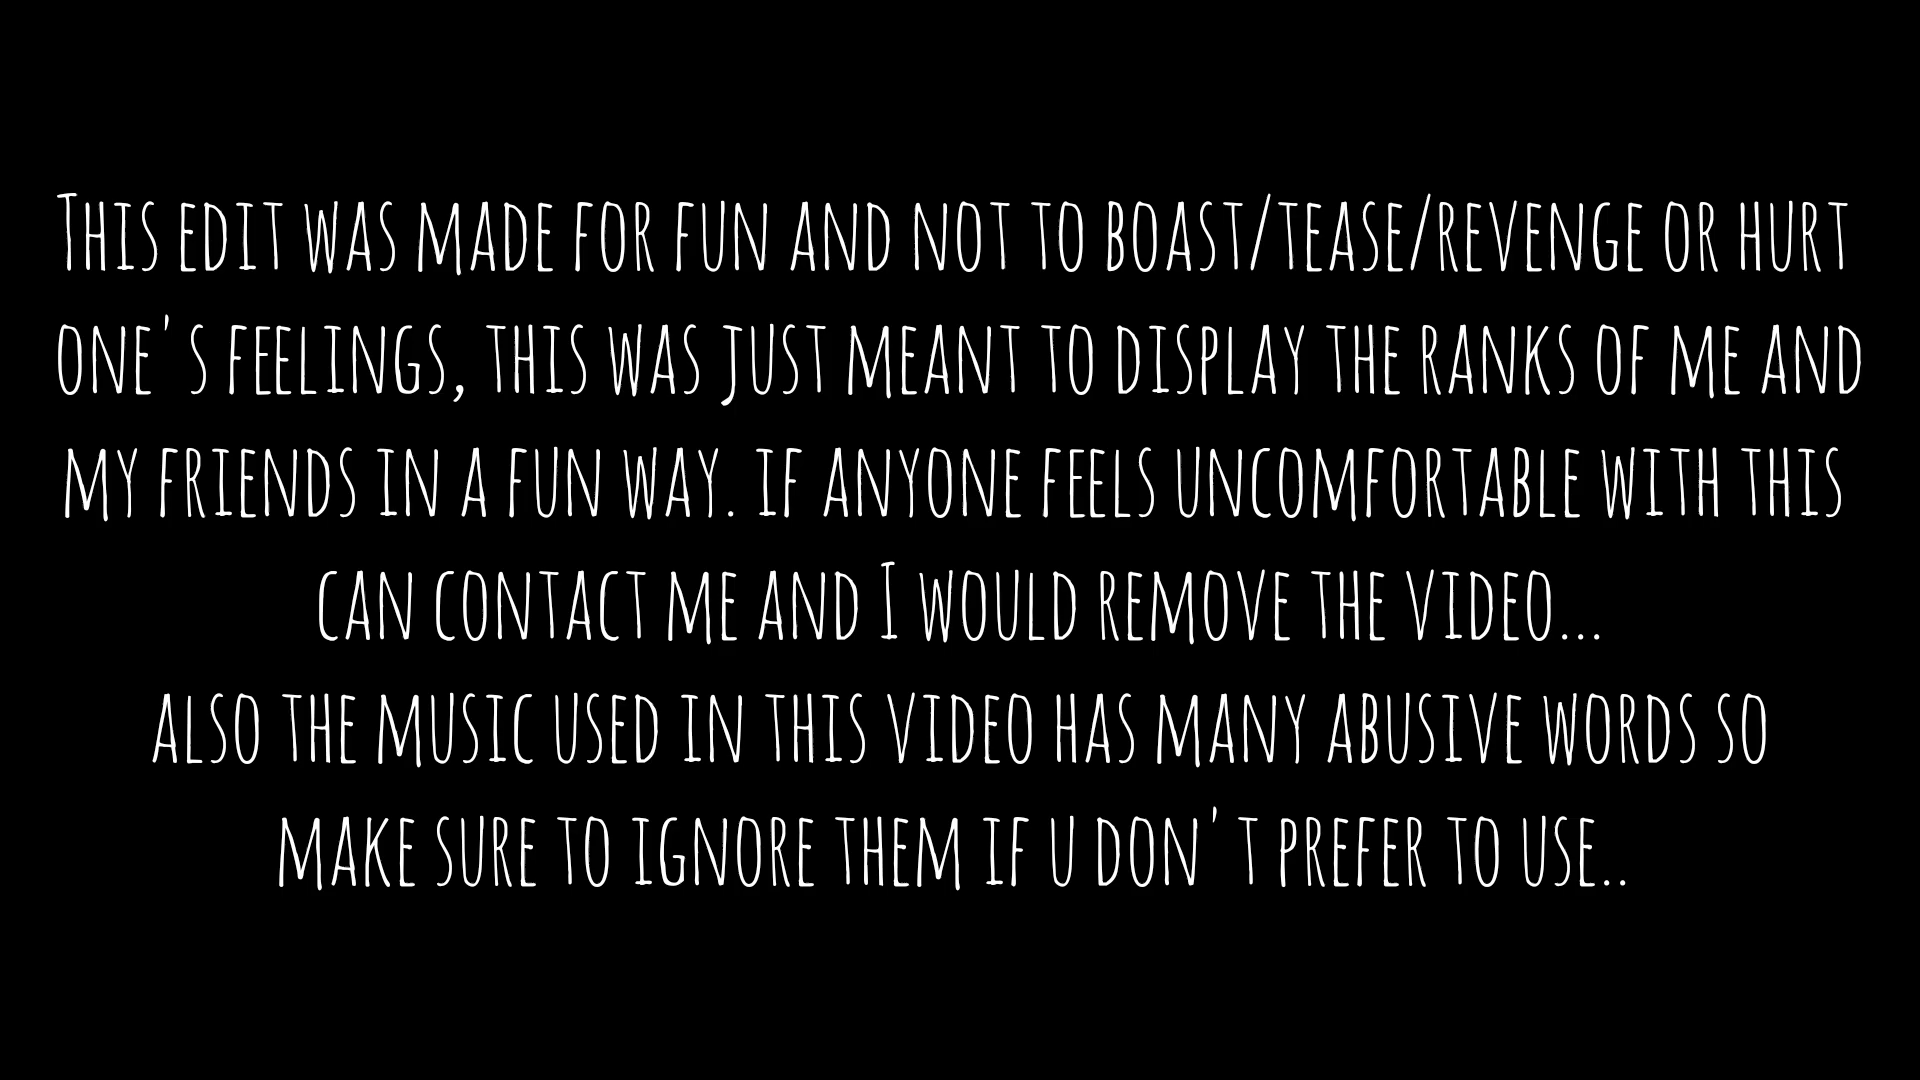 This edit was made for fun and not to boast/tease/revenge or hurt
one's feelings, this was just meant to display the ranks of me and
my friends in a fun way. if anyone feels uncomfortable with this
can contact me and I would remove the video...
also the music used in this video has many abusive words so
make sure to ignore them if u don't prefer to use..